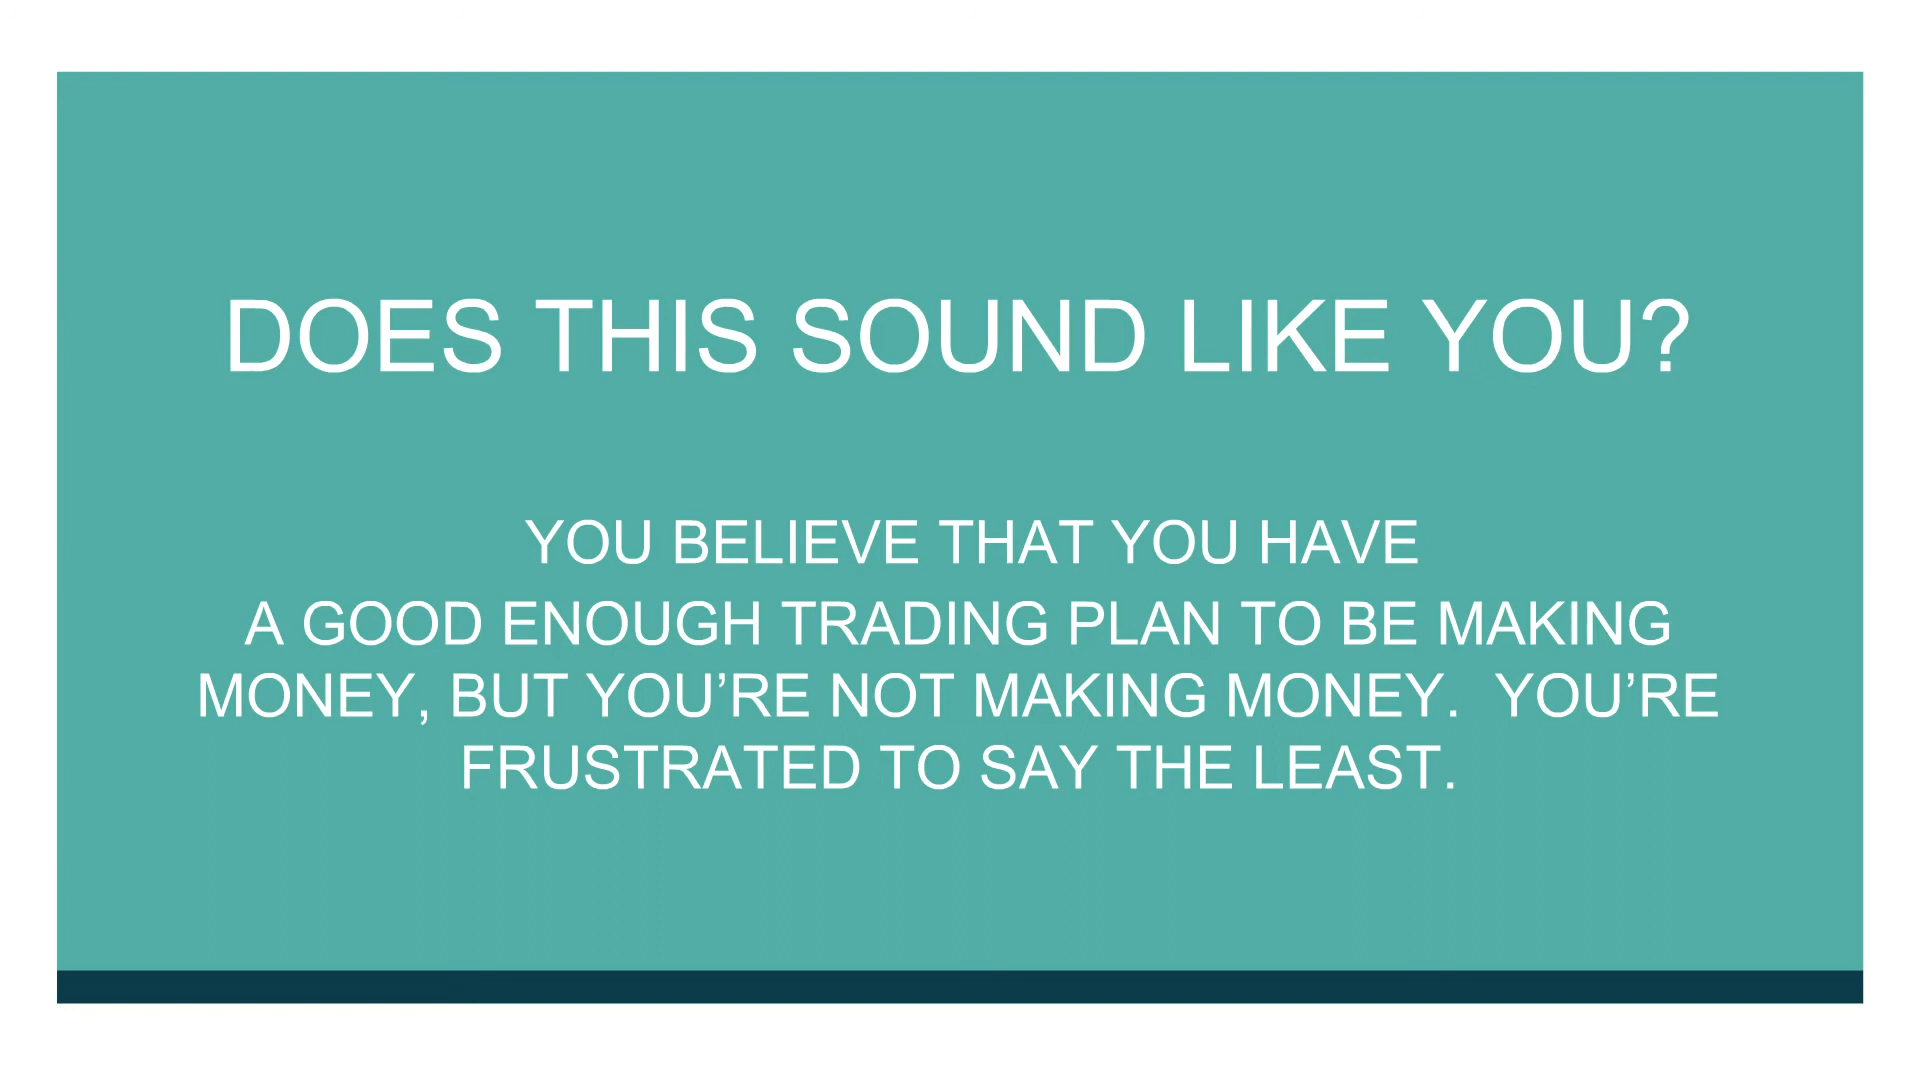 DOES THIS SOUND LIKE YOU?
YOU BELIEVE THAT YOU HAVE
A GOOD ENOUGH TRADING PLAN TO BE MAKING
MONEY, BUT YOU’RE NOT MAKING MONEY.  YOU’RE
FRUSTRATED TO SAY THE LEAST.